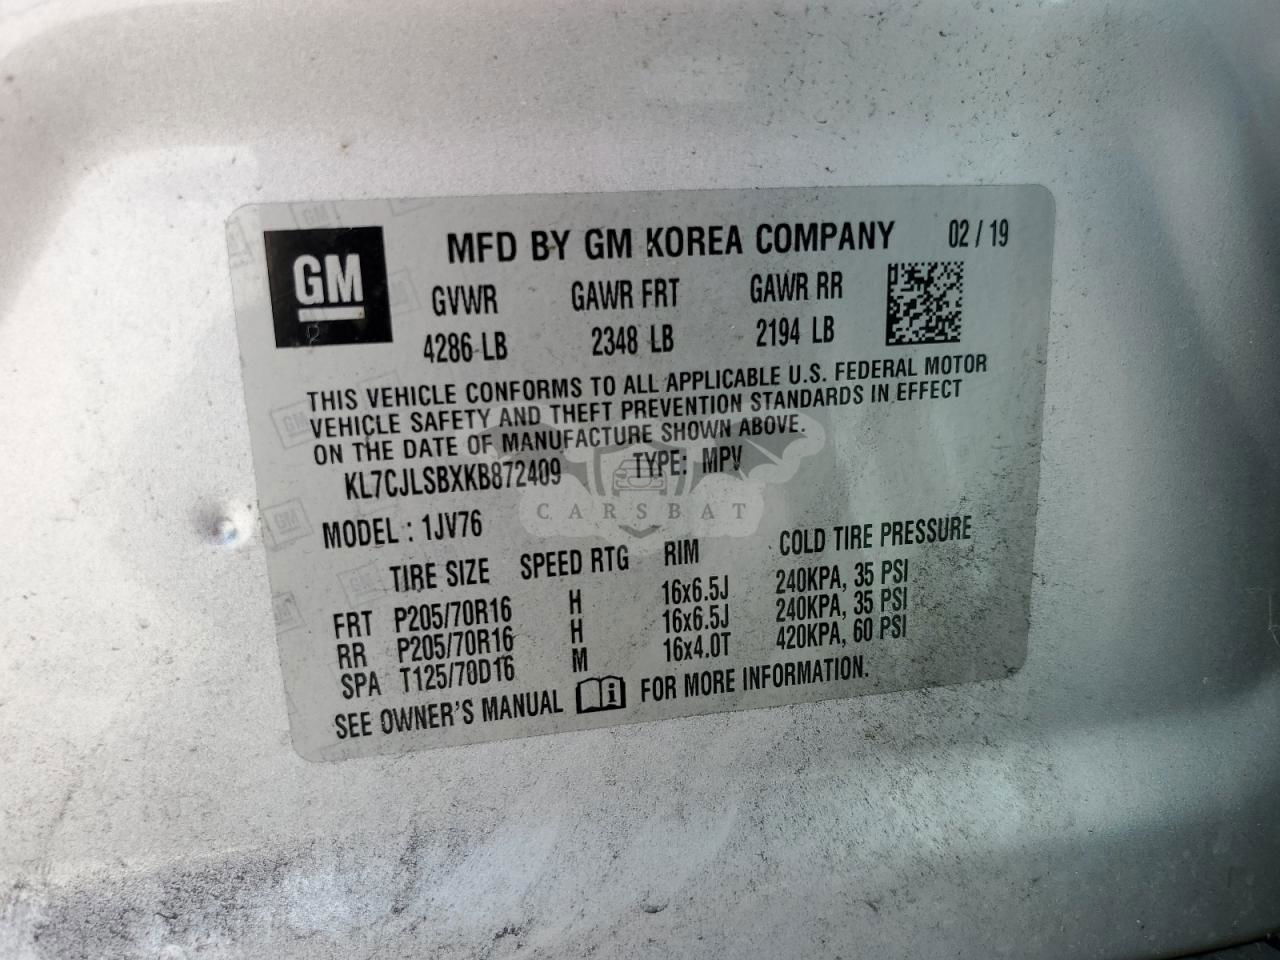 GM
MFD BY GM KOREA COMPANY 02 / 19
GVWR GAWR FRT GAWR RR
4286 LB 2348 LB 2194 LB
THIS VEHICLE CONFORMS TO ALL APPLICABLE U.S. FEDERAL MOTOR
VEHICLE SAFETY AND THEFT PREVENTION STANDARDS IN EFFECT
ON THE DATE OF MANUFACTURE SHOWN ABOVE.
KL7CJLSBXKB872409 TYPE: MPV
CARSBAT
MODEL : 1JV76
TIRE SIZE SPEED RTG RIM COLD TIRE PRESSURE
FRT P205/70R16 H 16x6.5J 240KPA, 35 PSI
RR P205/70R16 H 16x6.5J 240KPA, 35 PSI
SPA T125/70D16 M 16x4.0T 420KPA, 60 PSI
SEE OWNER'S MANUAL i FOR MORE INFORMATION.